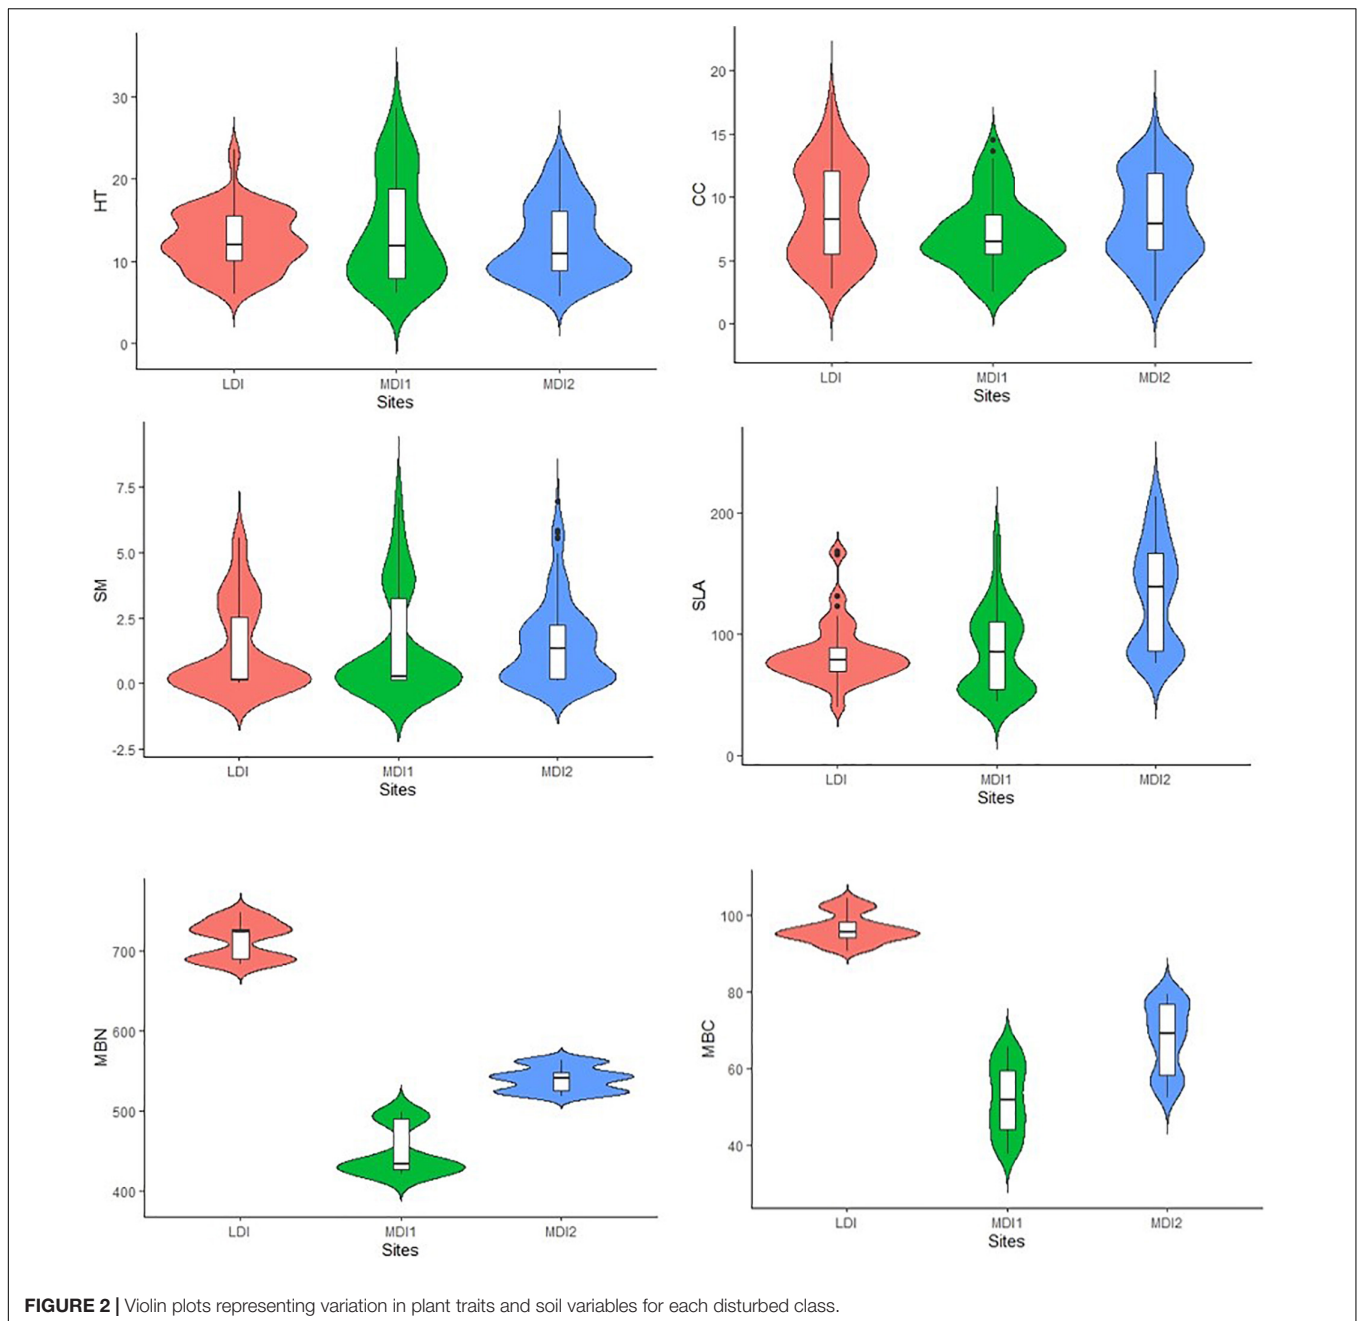 HT
30
20
10
0
LDI MDI1 MDI2
Sites
CC
20
15
10
5
0
LDI MDI1 MDI2
Sites
SM
7.5
5.0
2.5
0.0
-2.5
LDI MDI1 MDI2
Sites
SLA
200
100
0
LDI MDI1 MDI2
Sites
MBN
700
600
500
400
LDI MDI1 MDI2
Sites
MBC
100
80
60
40
LDI MDI1 MDI2
Sites
FIGURE 2 | Violin plots representing variation in plant traits and soil variables for each disturbed class.